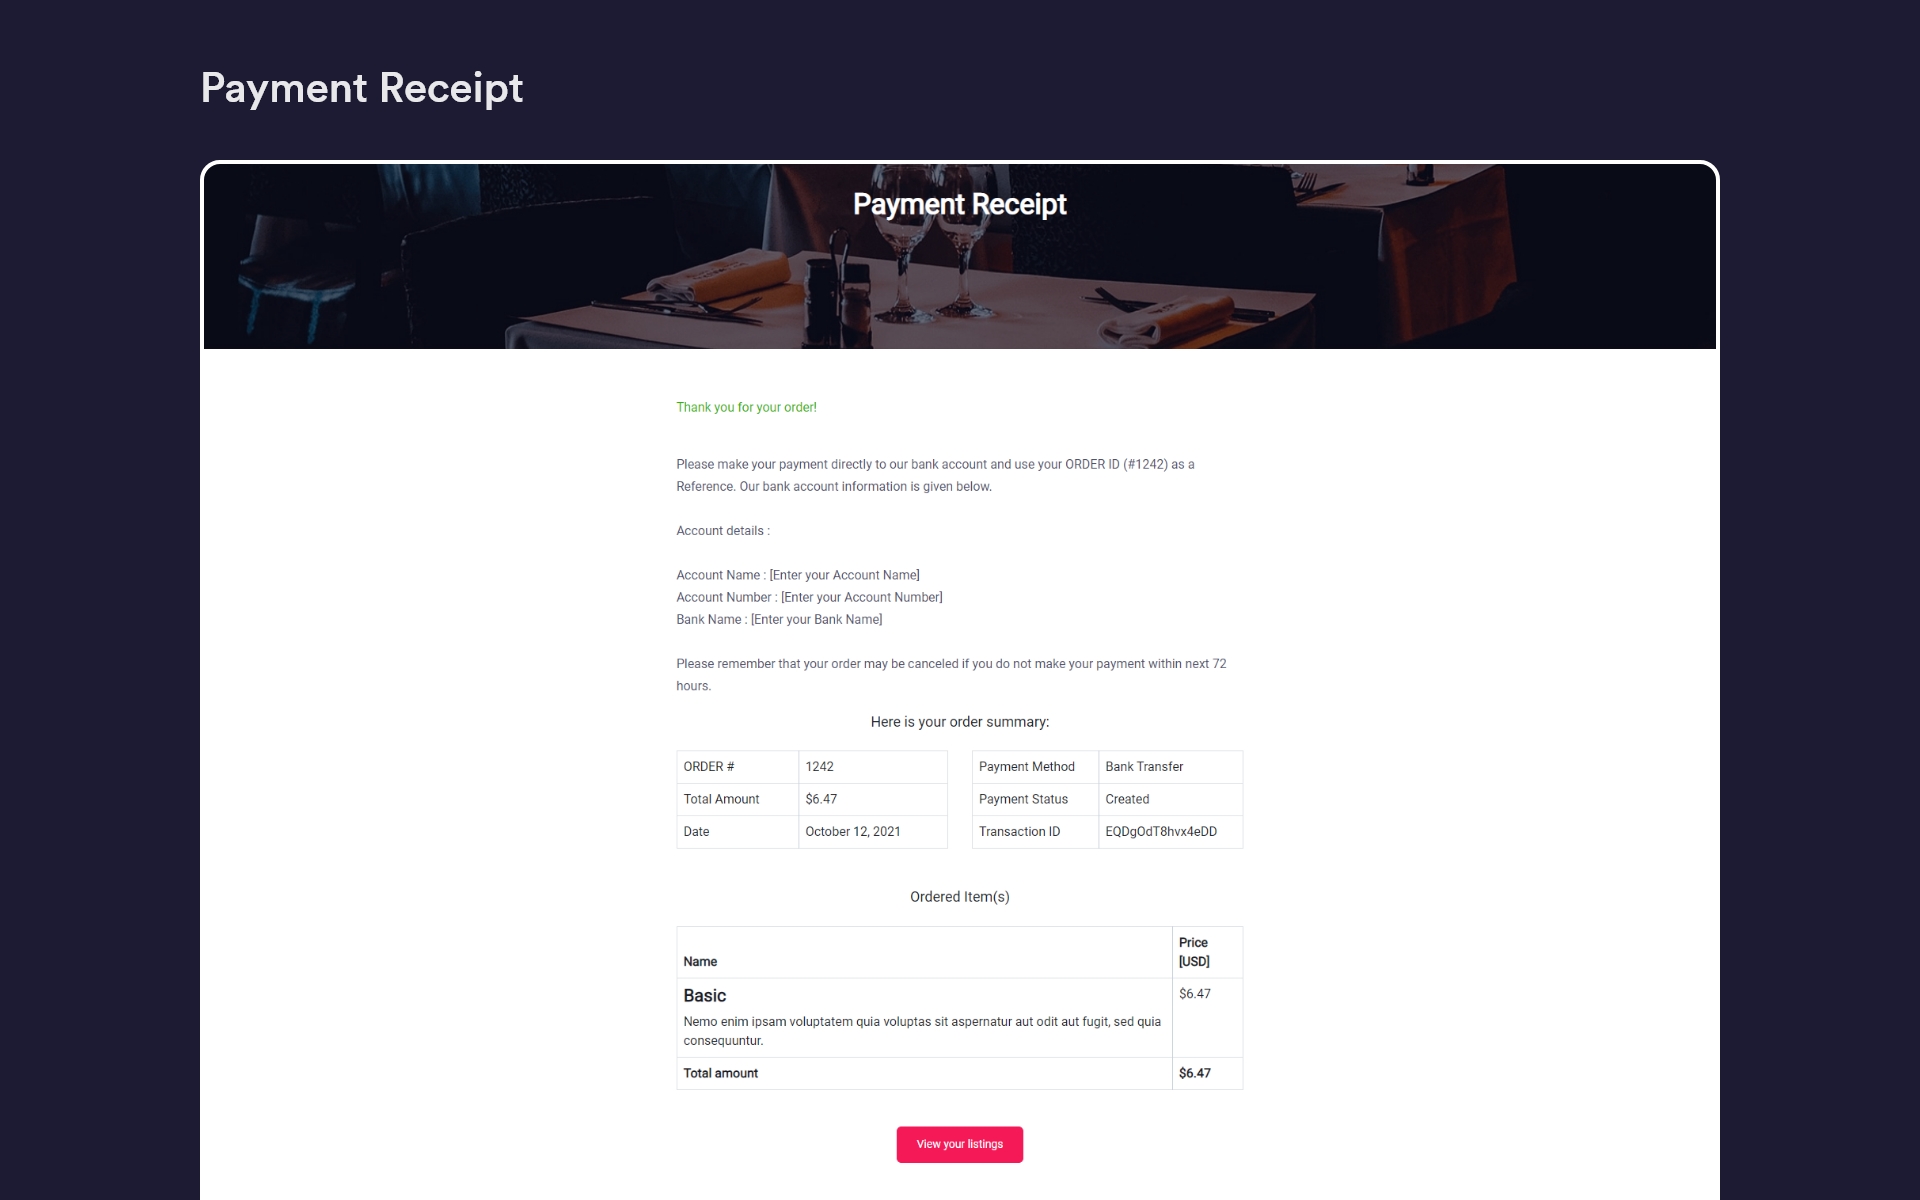 Payment Receipt
Payment Receipt
Thank you for your order!
Please make your payment directly to our bank account and use your ORDER ID (#1242) as a
Reference. Our bank account information is given below.
Account details :
Account Name : [Enter your Account Name]
Account Number : [Enter your Account Number]
Bank Name : [Enter your Bank Name]
Please remember that your order may be canceled if you do not make your payment within next 72
hours.
Here is your order summary:
ORDER # 1242
Total Amount $6.47
Date October 12, 2021
Payment Method Bank Transfer
Payment Status Created
Transaction ID EQDgOdT8hvx4eDD
Ordered Item(s)
Name Price [USD]
Basic $6.47
Nemo enim ipsam voluptatem quia voluptas sit aspernatur aut odit aut fugit, sed quia
consequuntur.
Total amount $6.47
View your listings